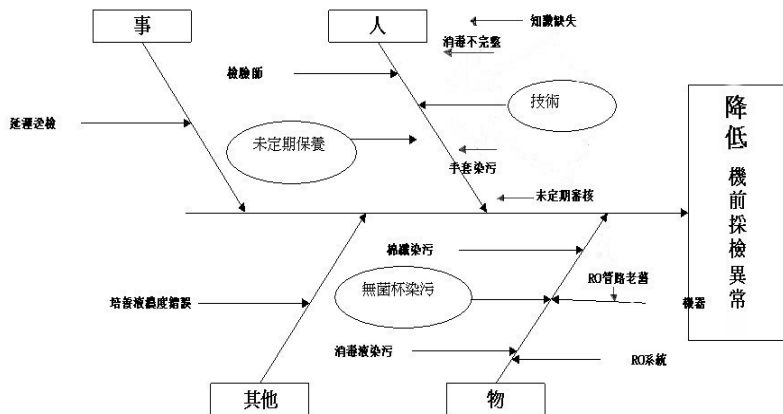 事
人
知識缺失
消毒不完整
檢驗師
技術
延遲送檢
未定期保養
手套染污
未定期審核
降低
機前採檢異常
棉纖染污
RO管路老舊
無菌杯染污
機器
培養液濃度錯誤
消毒液染污
RO系統
其他
物